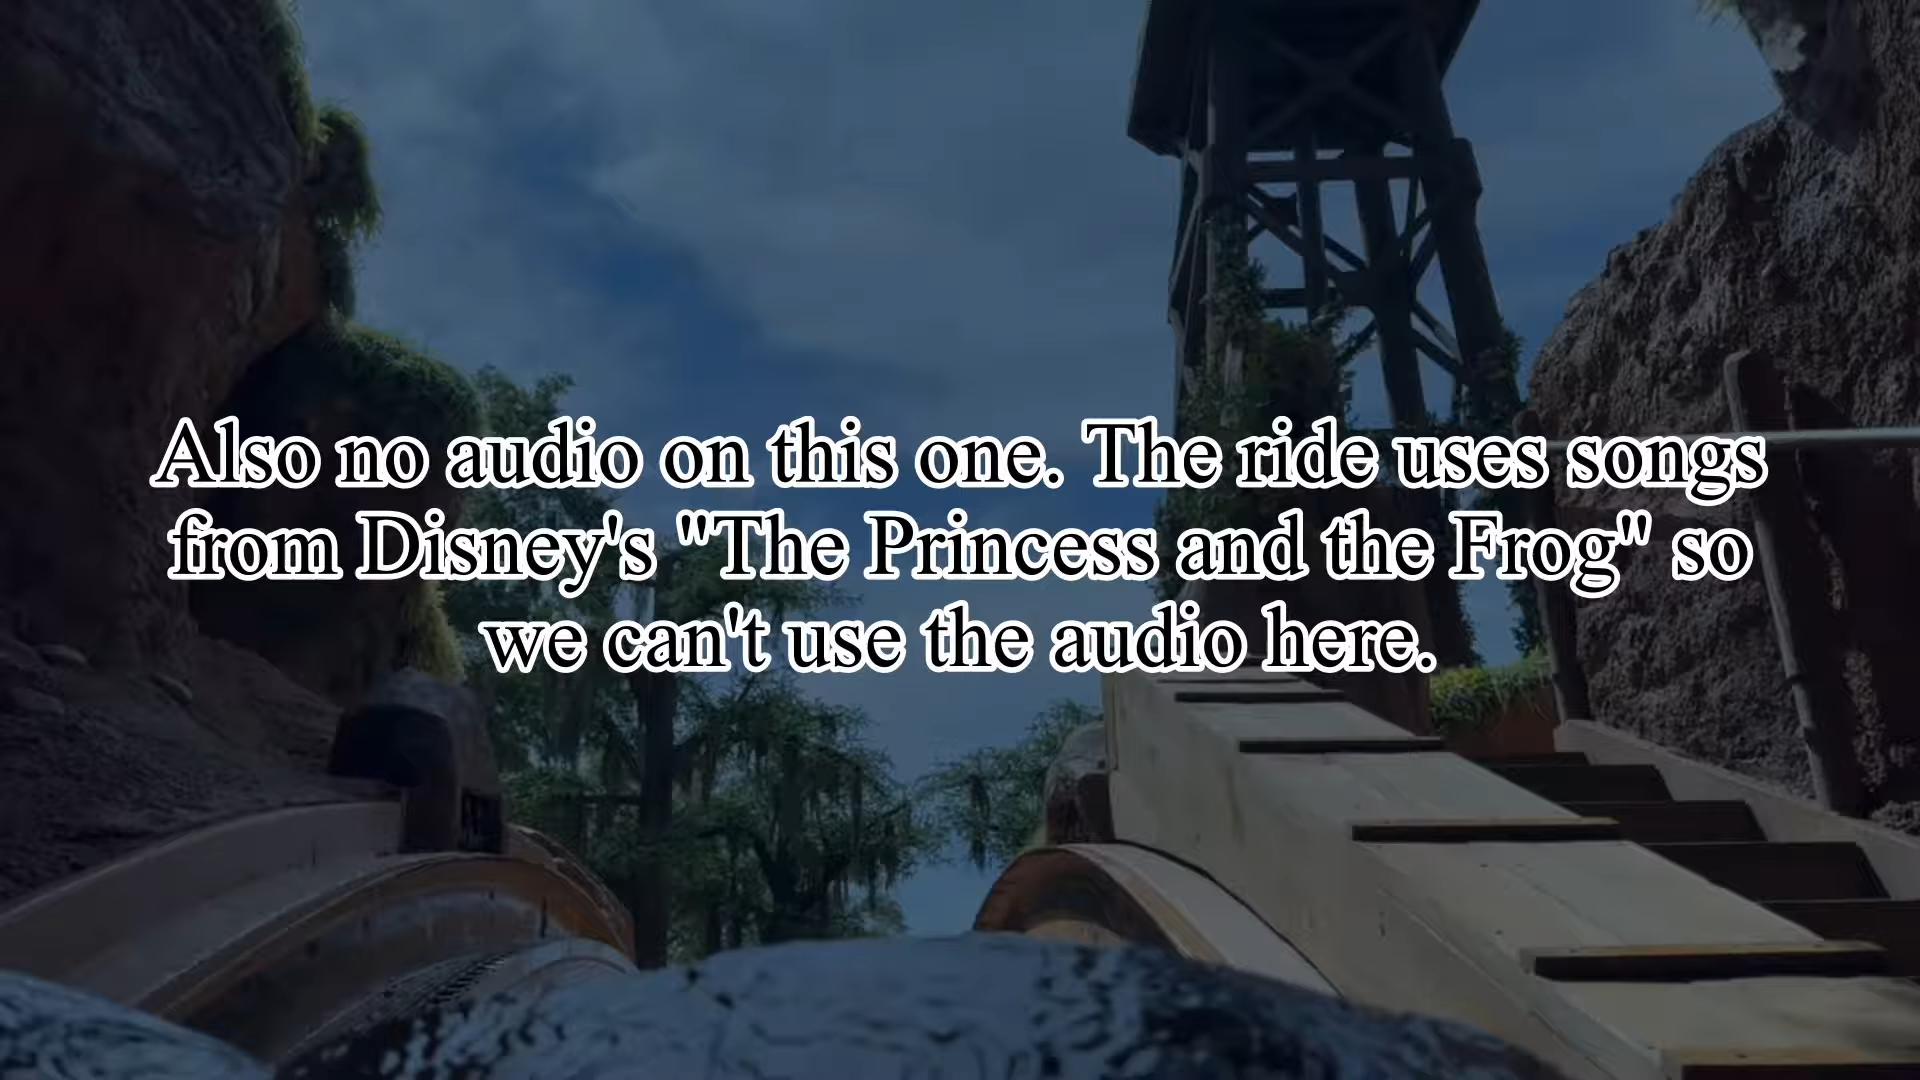 Also no audio on this one. The ride uses songs
from Disney's "The Princess and the Frog" so
we can't use the audio here.